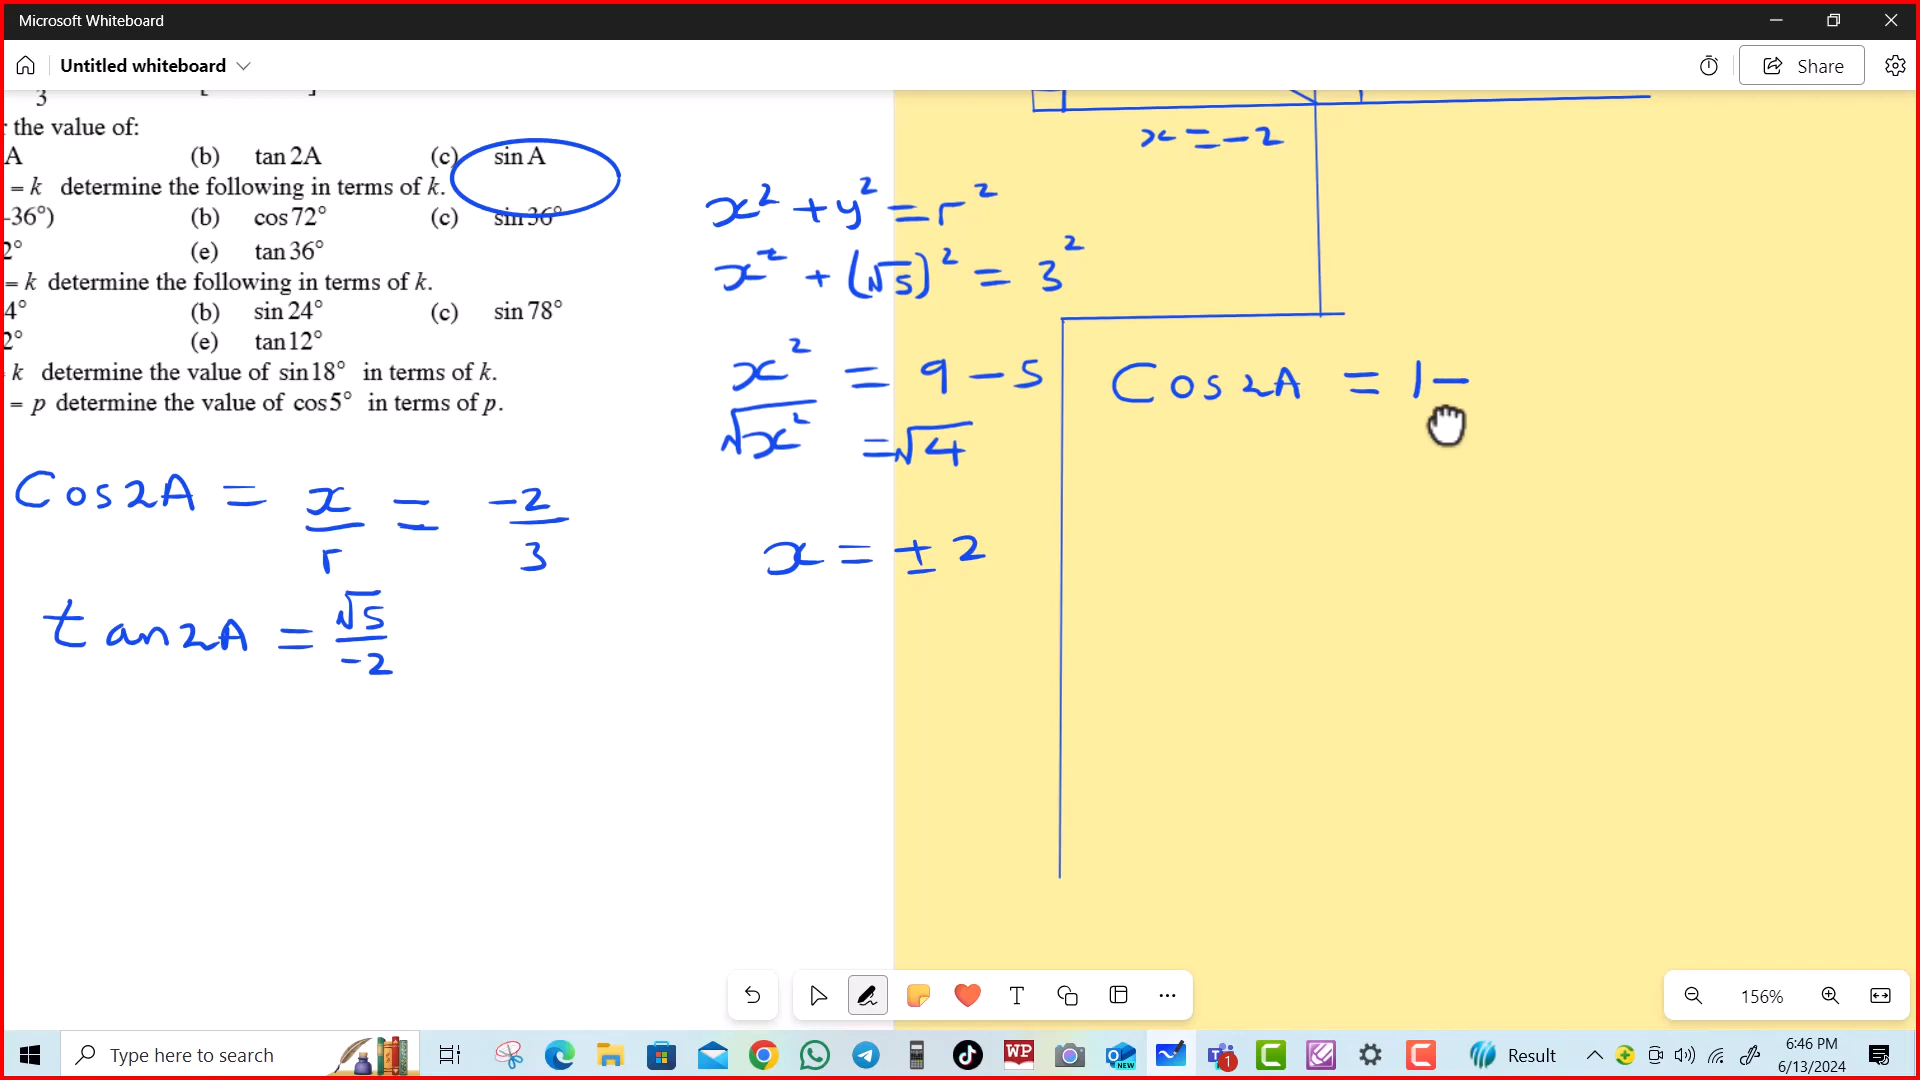 Microsoft Whiteboard
Untitled whiteboard
Share
3
the value of:
A (b) tan 2A (c) sin A
= k determine the following in terms of k.
-36°) (b) cos 72° (c) sin 36°
2° (e) tan 36°
= k determine the following in terms of k.
4° (b) sin 24° (c) sin 78°
2° (e) tan 12°
k determine the value of sin 18° in terms of k.
= p determine the value of cos 5° in terms of p.
Cos2A = x/r = -2/3
tan2A = √5/-2
x² + y² = r²
x² + (√5)² = 3²
x² = 9 - 5
√x² = √4
x = ± 2
x = -2
Cos2A = 1 -
156%
Type here to search
WP
NEW
1
Result
6:46 PM
6/13/2024